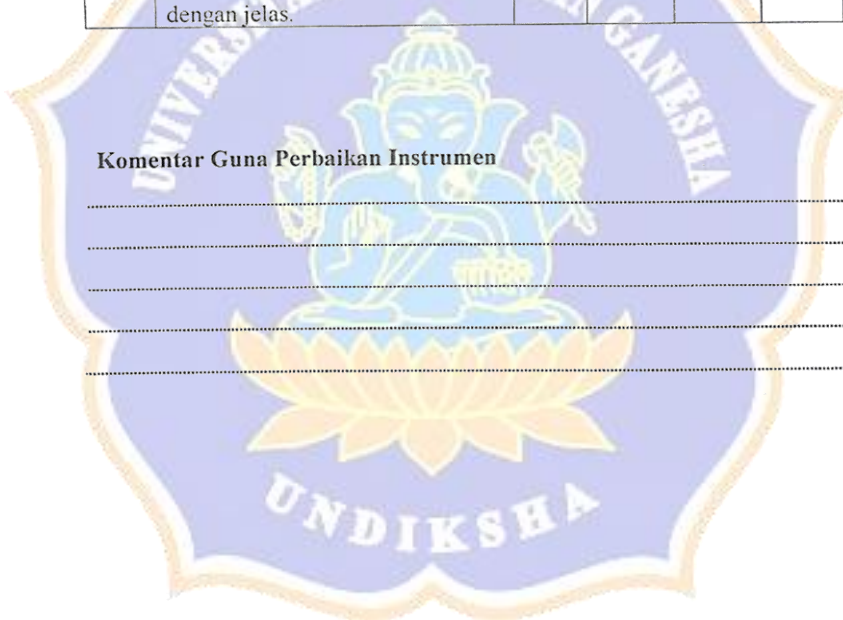 dengan jelas.
UNIVERSITAS PENDIDIKAN GANESHA
Komentar Guna Perbaikan Instrumen
UNDIKSHA